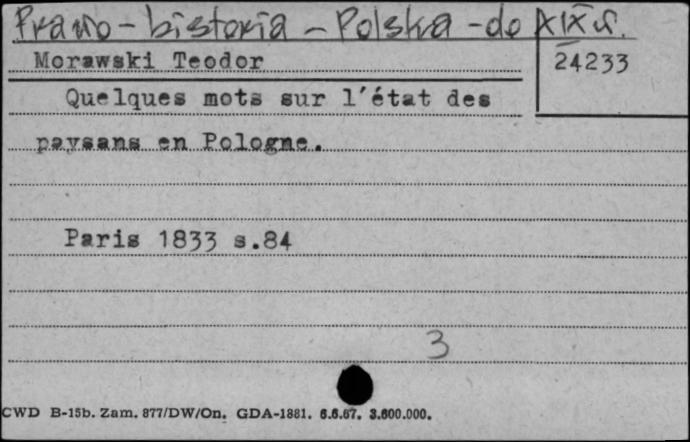 Prawo - historia - Polska - do XIX w.
Morawski Teodor
24233
Quelques mots sur l'état des
paysans en Pologne.
Paris 1833 s.84
3
CWD B-15b. Zam. 877/DW/On. GDA-1881. 6.6.67. 3.600.000.